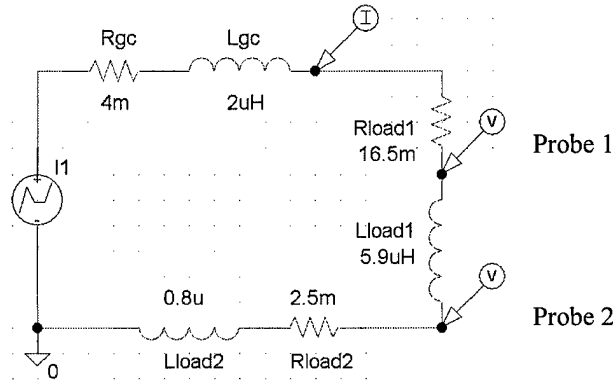 Rgc
Lgc
I
4m
2uH
Rload1
16.5m
V
Probe 1
I1
+
-
Lload1
5.9uH
V
Probe 2
0.8u
2.5m
Lload2
Rload2
0